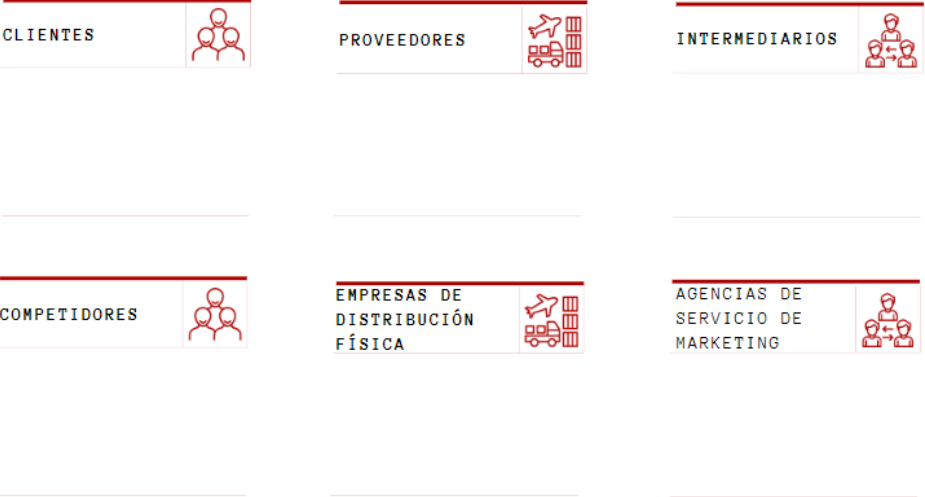 CLIENTES
PROVEEDORES
INTERMEDIARIOS
COMPETIDORES
EMPRESAS DE
DISTRIBUCIÓN
FÍSICA
AGENCIAS DE
SERVICIO DE
MARKETING